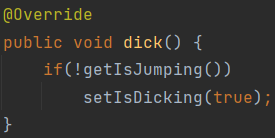 @Override
public void dick() {
    if(!getIsJumping())
        setIsDicking(true);
}